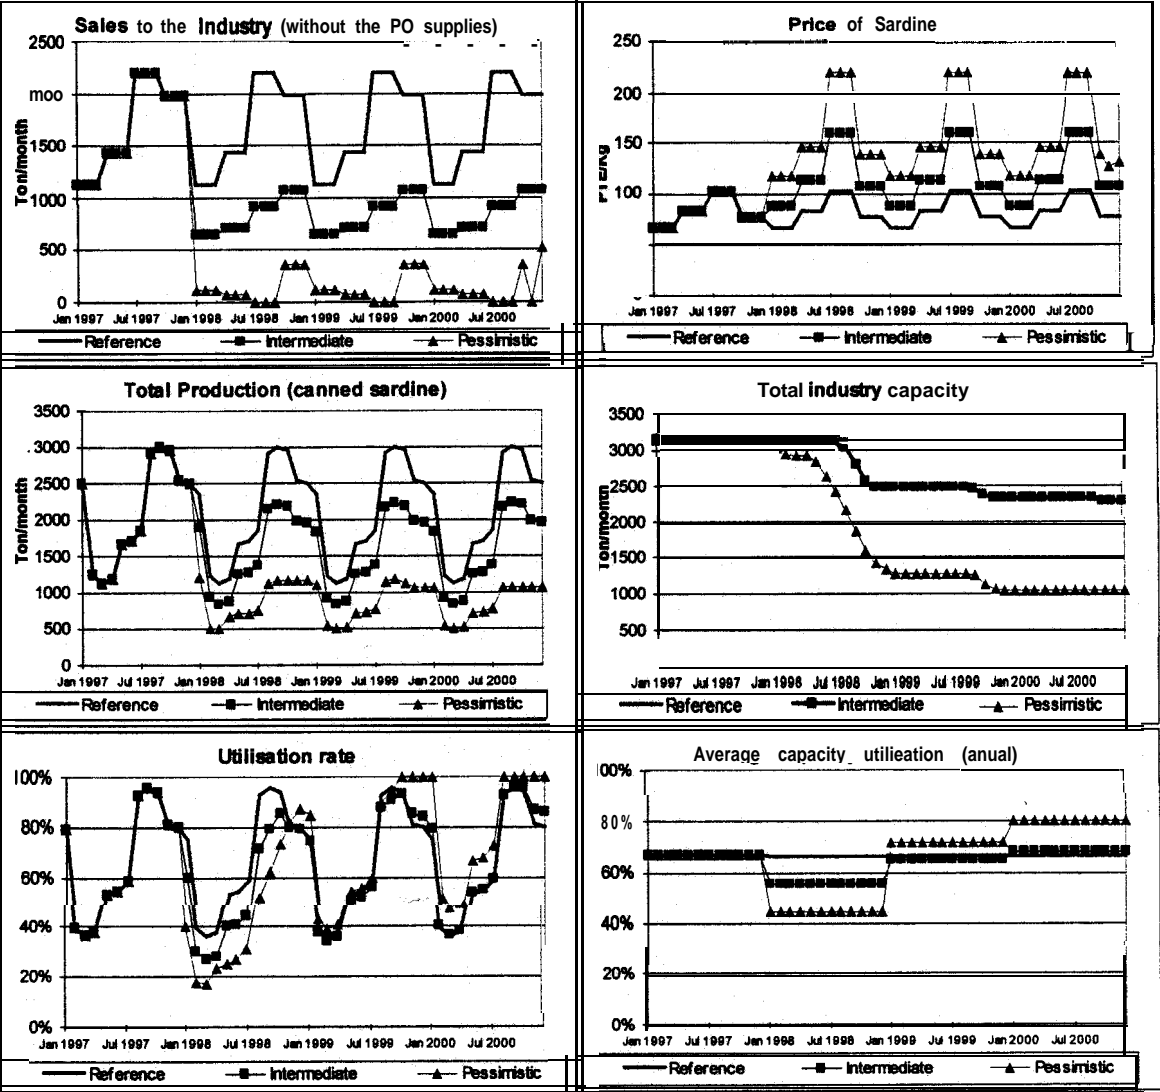 Sales to the Industry (without the PO supplies)
2500
moo
1500
1000
500
0
Ton/month
Jan 1997 Jul 1997 Jan 1998 Jul 1998 Jan 1999 Jul 1999 Jan 2000 Jul 2000
Reference Intermediate Pessimistic
Price of Sardine
250
200
150
100
Jan 1997 Jul 1997 Jan 1998 Jul 1998 Jan 1999 Jul 1999 Jan 2000 Jul 2000
Reference Intermediate Pessimistic
Total Production (canned sardine)
3500
3000
2500
2000
1500
1000
500
0
Ton/month
Jan 1997 Jul 1997 Jan 1998 Jul 1998 Jan 1999 Jul 1999 Jan 2000 Jul 2000
Reference Intermediate Pessimistic
Total industry capacity
3500
3000
2500
2000
1500
1000
500
Ton/month
Jan 1997 Jul 1997 Jan 1998 Jul 1998 Jan 1999 Jul 1999 Jan 2000 Jul 2000
Reference Intermediate Pessimistic
Utilisation rate
100%
80%
60%
40%
20%
0%
Jan 1997 Jul 1997 Jan 1998 Jul 1998 Jan 1999 Jul 1999 Jan 2000 Jul 2000
Reference Intermediate Pessimistic
Average capacity utilieation (anual)
00%
80%
60%
40%
20%
0%
Jan 1997 Jul 1997 Jan 1998 Jul 1998 Jan 1999 Jul 1999 Jan 2000 Jul 2000
Reference Intermediate Pessimistic